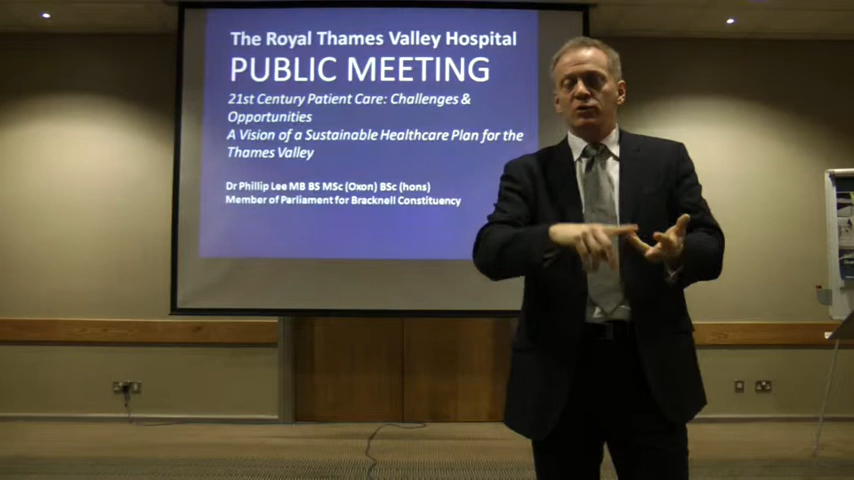 The Royal Thames Valley Hospital
PUBLIC MEETING
21st Century Patient Care: Challenges &
Opportunities
A Vision of a Sustainable Healthcare Plan for the
Thames Valley
Dr Phillip Lee MB BS MSc (Oxon) BSc (hons)
Member of Parliament for Bracknell Constituency